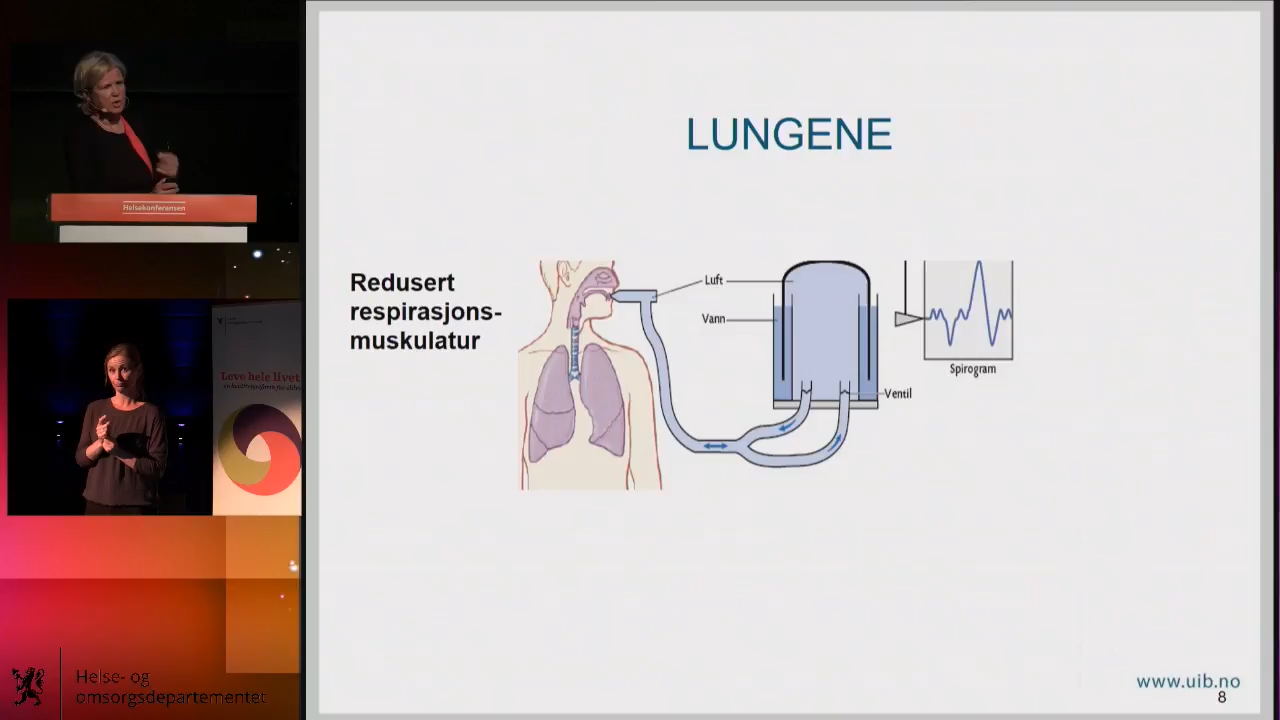 LUNGENE
Redusert
respirasjons-
muskulatur
Luft
Vann
Ventil
Spirogram
www.uib.no
8
Helsekonferansen
Leve hele livet
Helse- og
omsorgsdepartementet